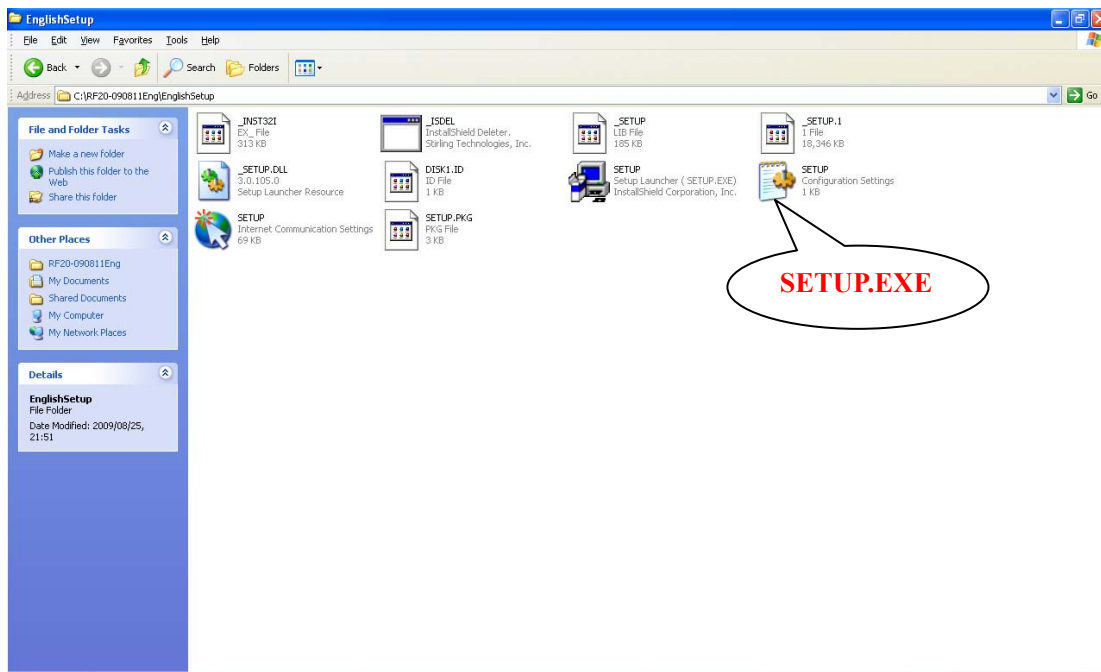 EnglishSetup
File Edit View Favorites Tools Help
Back Search Folders
Address C:\RF20-090811Eng\EnglishSetup Go
File and Folder Tasks
Make a new folder
Publish this folder to the
Web
Share this folder
Other Places
RF20-090811Eng
My Documents
Shared Documents
My Computer
My Network Places
Details
EnglishSetup
File Folder
Date Modified: 2009/08/25,
21:51
_INST32I
EX_ File
313 KB
_ISDEL
InstallShield Deleter.
Stirling Technologies, Inc.
_SETUP
LIB File
185 KB
_SETUP.1
1 File
18,346 KB
_SETUP.DLL
3.0.105.0
Setup Launcher Resource
DISK1.ID
ID File
1 KB
SETUP
Setup Launcher ( SETUP.EXE)
InstallShield Corporation, Inc.
SETUP
Configuration Settings
1 KB
SETUP
Internet Communication Settings
69 KB
SETUP.PKG
PKG File
3 KB
SETUP.EXE